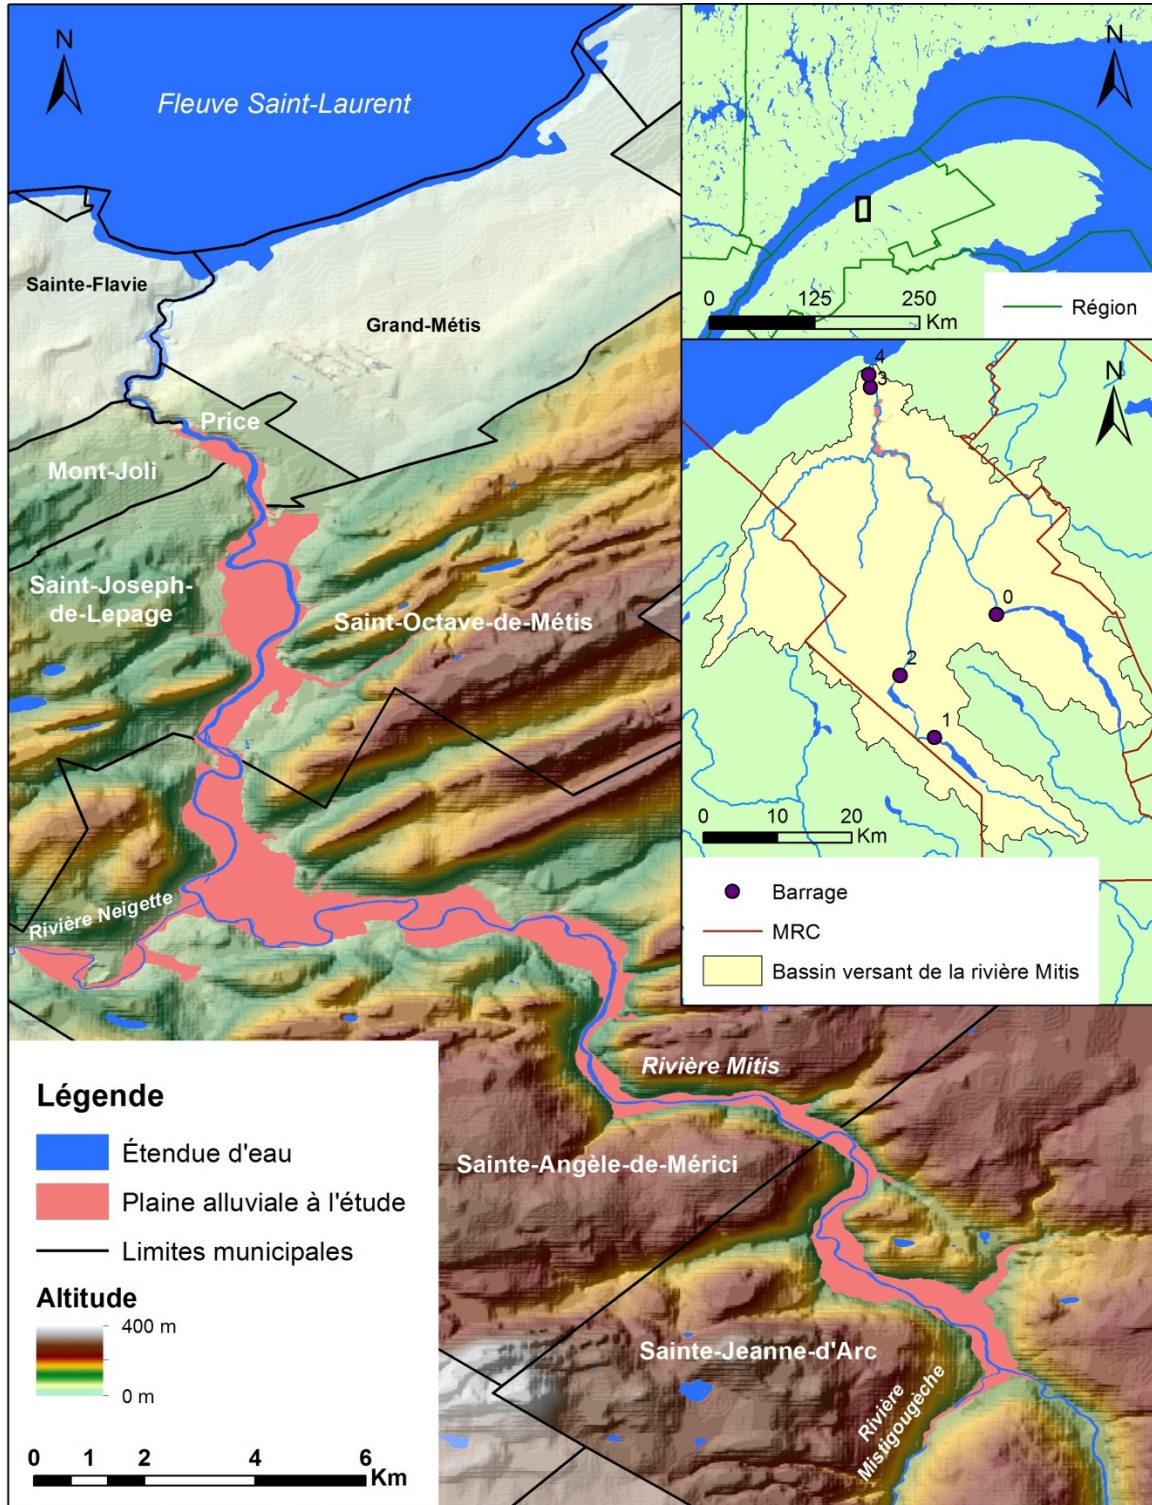 N
Fleuve Saint-Laurent
Sainte-Flavie
Grand-Métis
Price
Mont-Joli
Saint-Joseph-
de-Lepage
Saint-Octave-de-Métis
Rivière Neigette
Rivière Mitis
Sainte-Angèle-de-Mérici
Sainte-Jeanne-d'Arc
Rivière
Mistigougèche
Légende
Étendue d'eau
Plaine alluviale à l'étude
Limites municipales
Altitude
400 m
0 m
0 1 2 4 6
Km
N
0 125 250
Km
Région
N
4
3
0
2
1
0 10 20
Km
Barrage
MRC
Bassin versant de la rivière Mitis